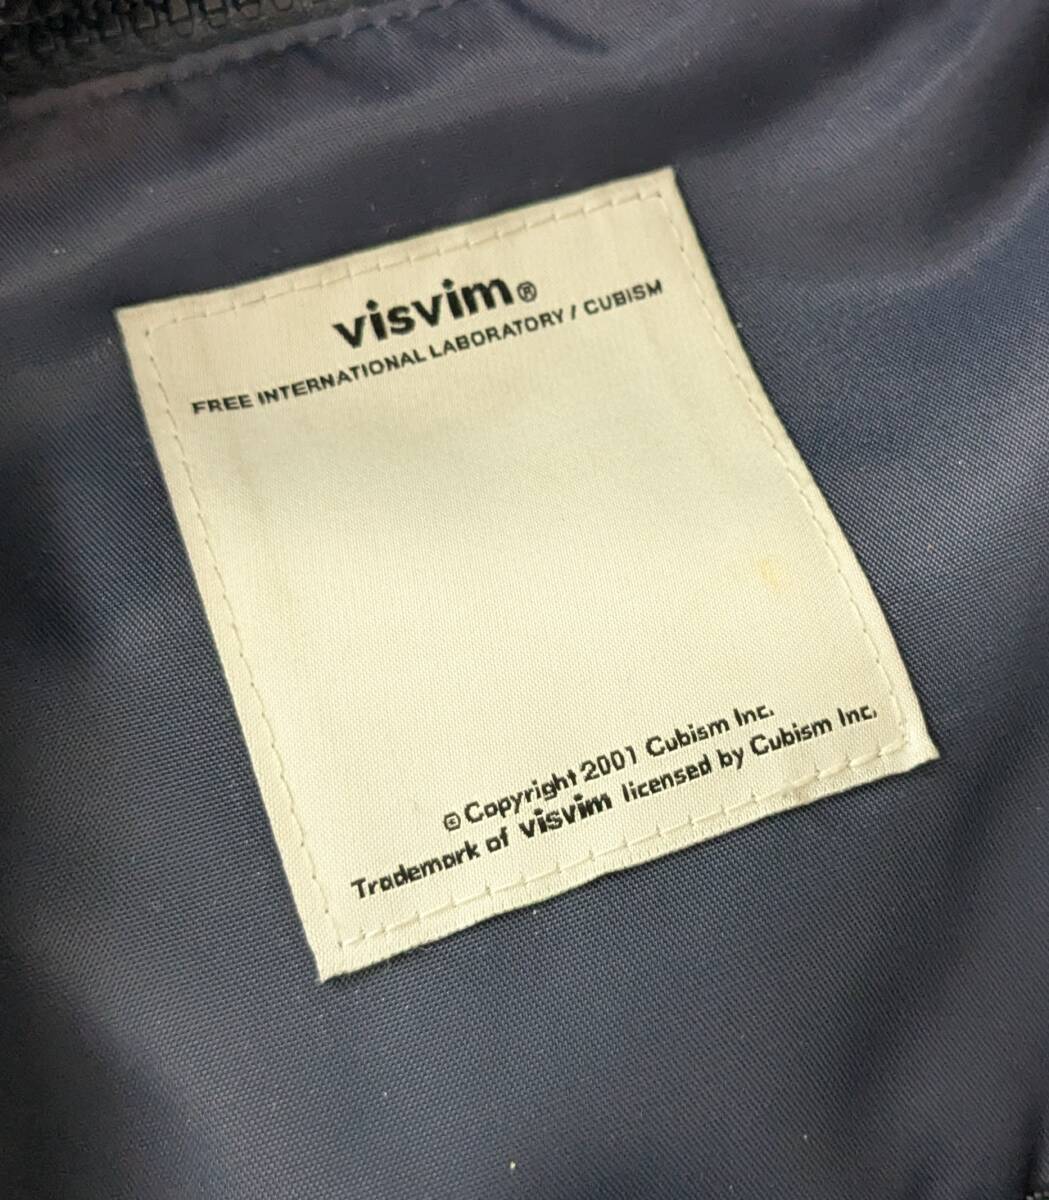 visvim®
FREE INTERNATIONAL LABORATORY / CUBISM
© Copyright 2001 Cubism Inc.
Trademark of visvim licensed by Cubism Inc.